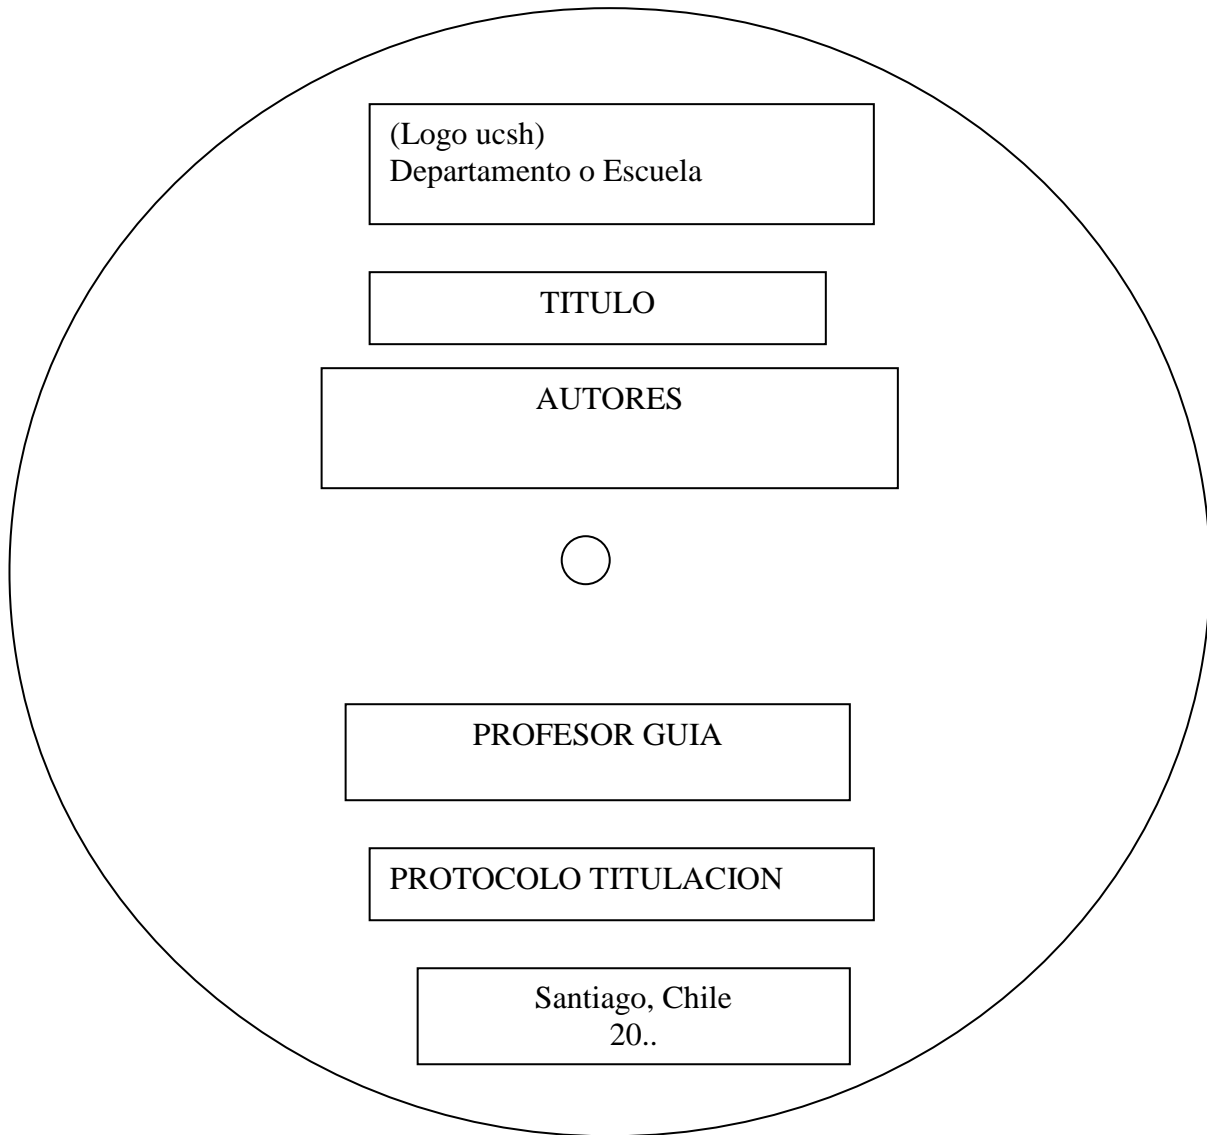 (Logo ucsh)
Departamento o Escuela
TITULO
AUTORES
PROFESOR GUIA
PROTOCOLO TITULACION
Santiago, Chile
20..